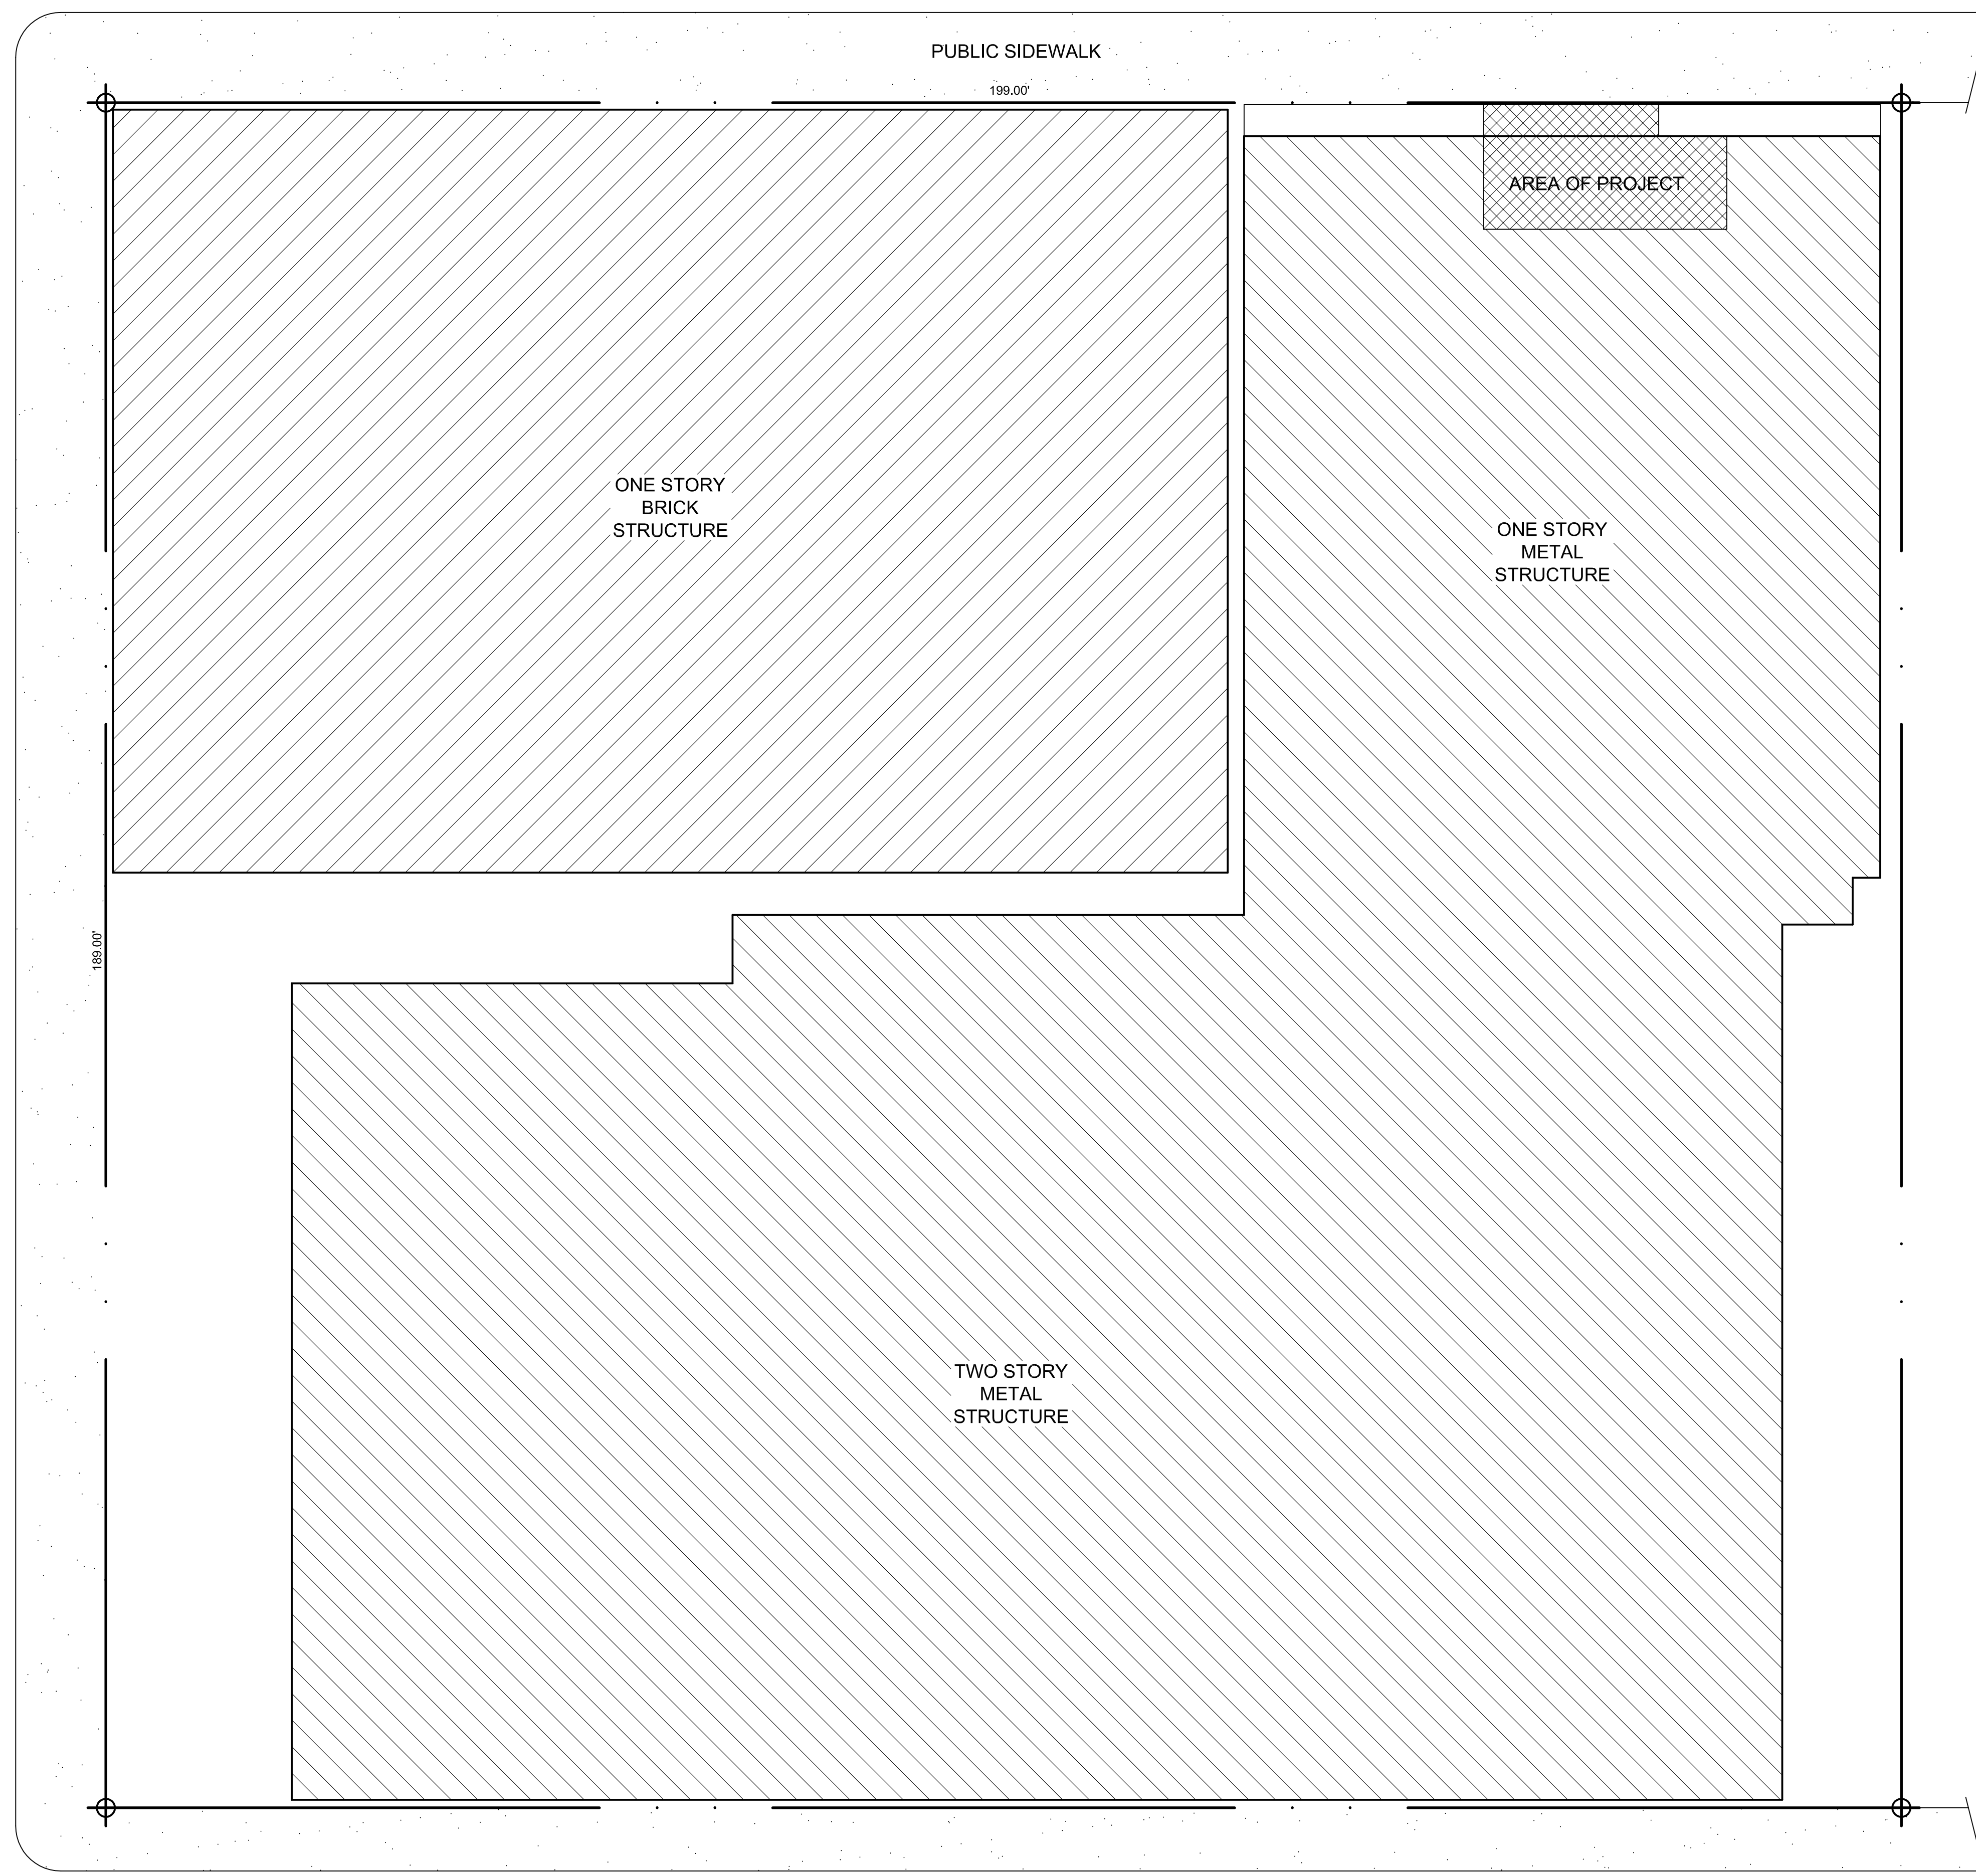 PUBLIC SIDEWALK
199.00'
AREA OF PROJECT
ONE STORY
BRICK
STRUCTURE
ONE STORY
METAL
STRUCTURE
189.00'
TWO STORY
METAL
STRUCTURE